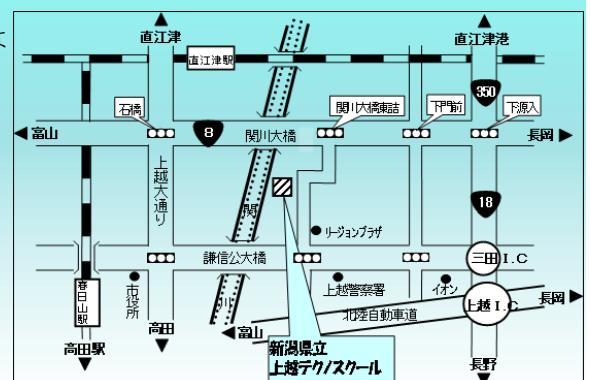 よ
直江津
直江津港
直江津駅
350
石橋
関川大橋東詰
下門前
下源入
富山
8
関川大橋
長岡
上越大通り
関
18
リージョンプラザ
謙信公大橋
三田I.C
春日山駅
市役所
川
上越警察署
イオン
上越I.C
長岡
高田
富山
北陸自動車道
高田駅
新潟県立
上越テクノスクール
長野